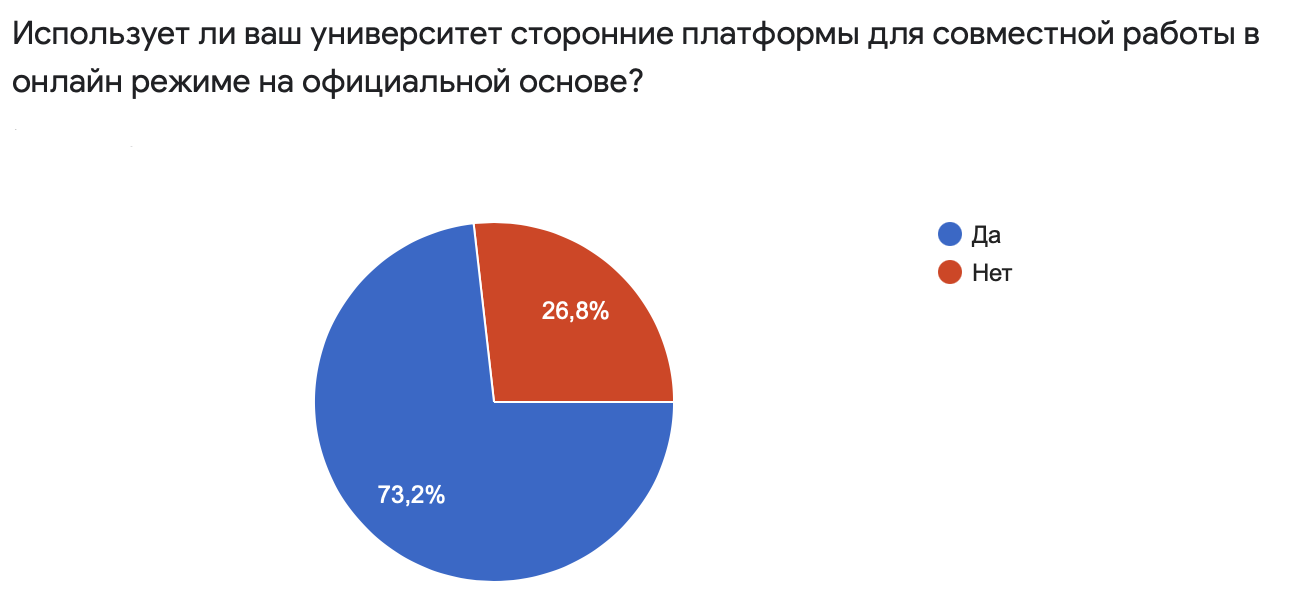 Использует ли ваш университет сторонние платформы для совместной работы в
онлайн режиме на официальной основе?
Да
Нет
26,8%
73,2%